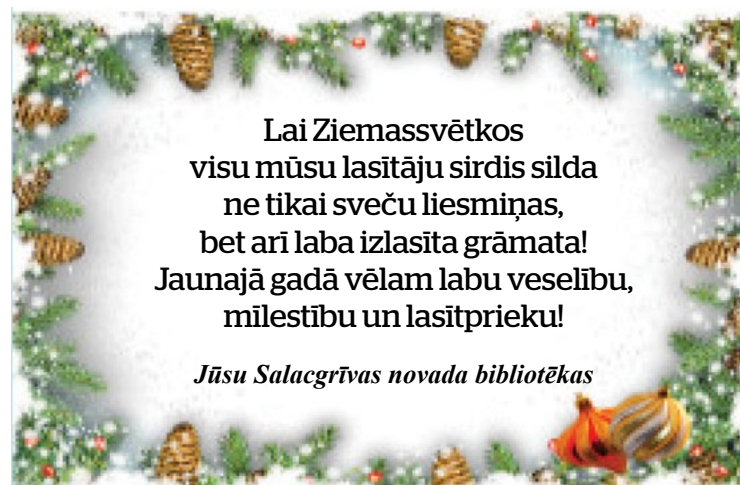 Lai Ziemassvētkos
visu mūsu lasītāju sirdis silda
ne tikai sveču liesmiņas,
bet arī laba izlasīta grāmata!
Jaunajā gadā vēlam labu veselību,
mīlestību un lasītprieku!
Jūsu Salacgrīvas novada bibliotēkas